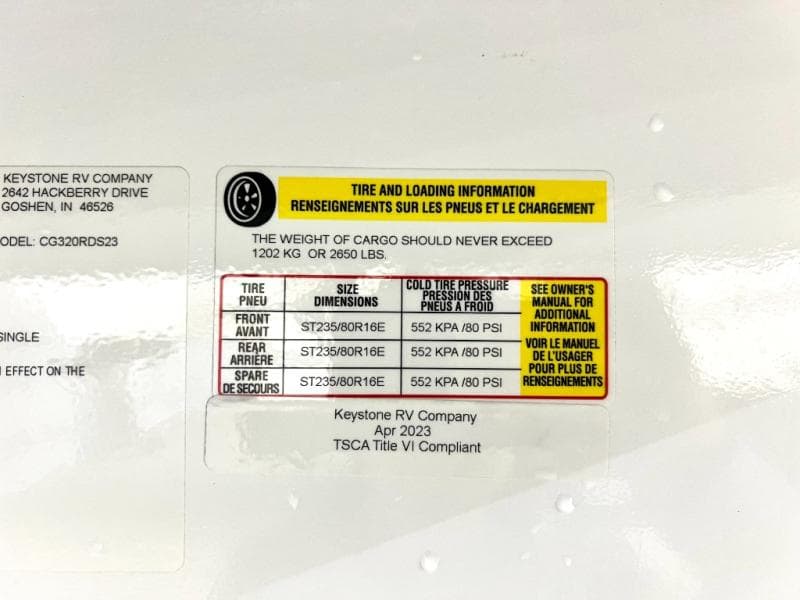 KEYSTONE RV COMPANY
2642 HACKBERRY DRIVE
GOSHEN, IN 46526
ODEL: CG320RDS23
SINGLE
EFFECT ON THE
TIRE AND LOADING INFORMATION
RENSEIGNEMENTS SUR LES PNEUS ET LE CHARGEMENT
THE WEIGHT OF CARGO SHOULD NEVER EXCEED
1202 KG OR 2650 LBS.
TIRE
PNEU
SIZE
DIMENSIONS
COLD TIRE PRESSURE
PRESSION DES
PNEUS A FROID
FRONT
AVANT
ST235/80R16E
552 KPA /80 PSI
REAR
ARRIÈRE
ST235/80R16E
552 KPA /80 PSI
SPARE
DE SECOURS
ST235/80R16E
552 KPA /80 PSI
SEE OWNER'S
MANUAL FOR
ADDITIONAL
INFORMATION
VOIR LE MANUEL
DE L'USAGER
POUR PLUS DE
RENSEIGNEMENTS
Keystone RV Company
Apr 2023
TSCA Title VI Compliant